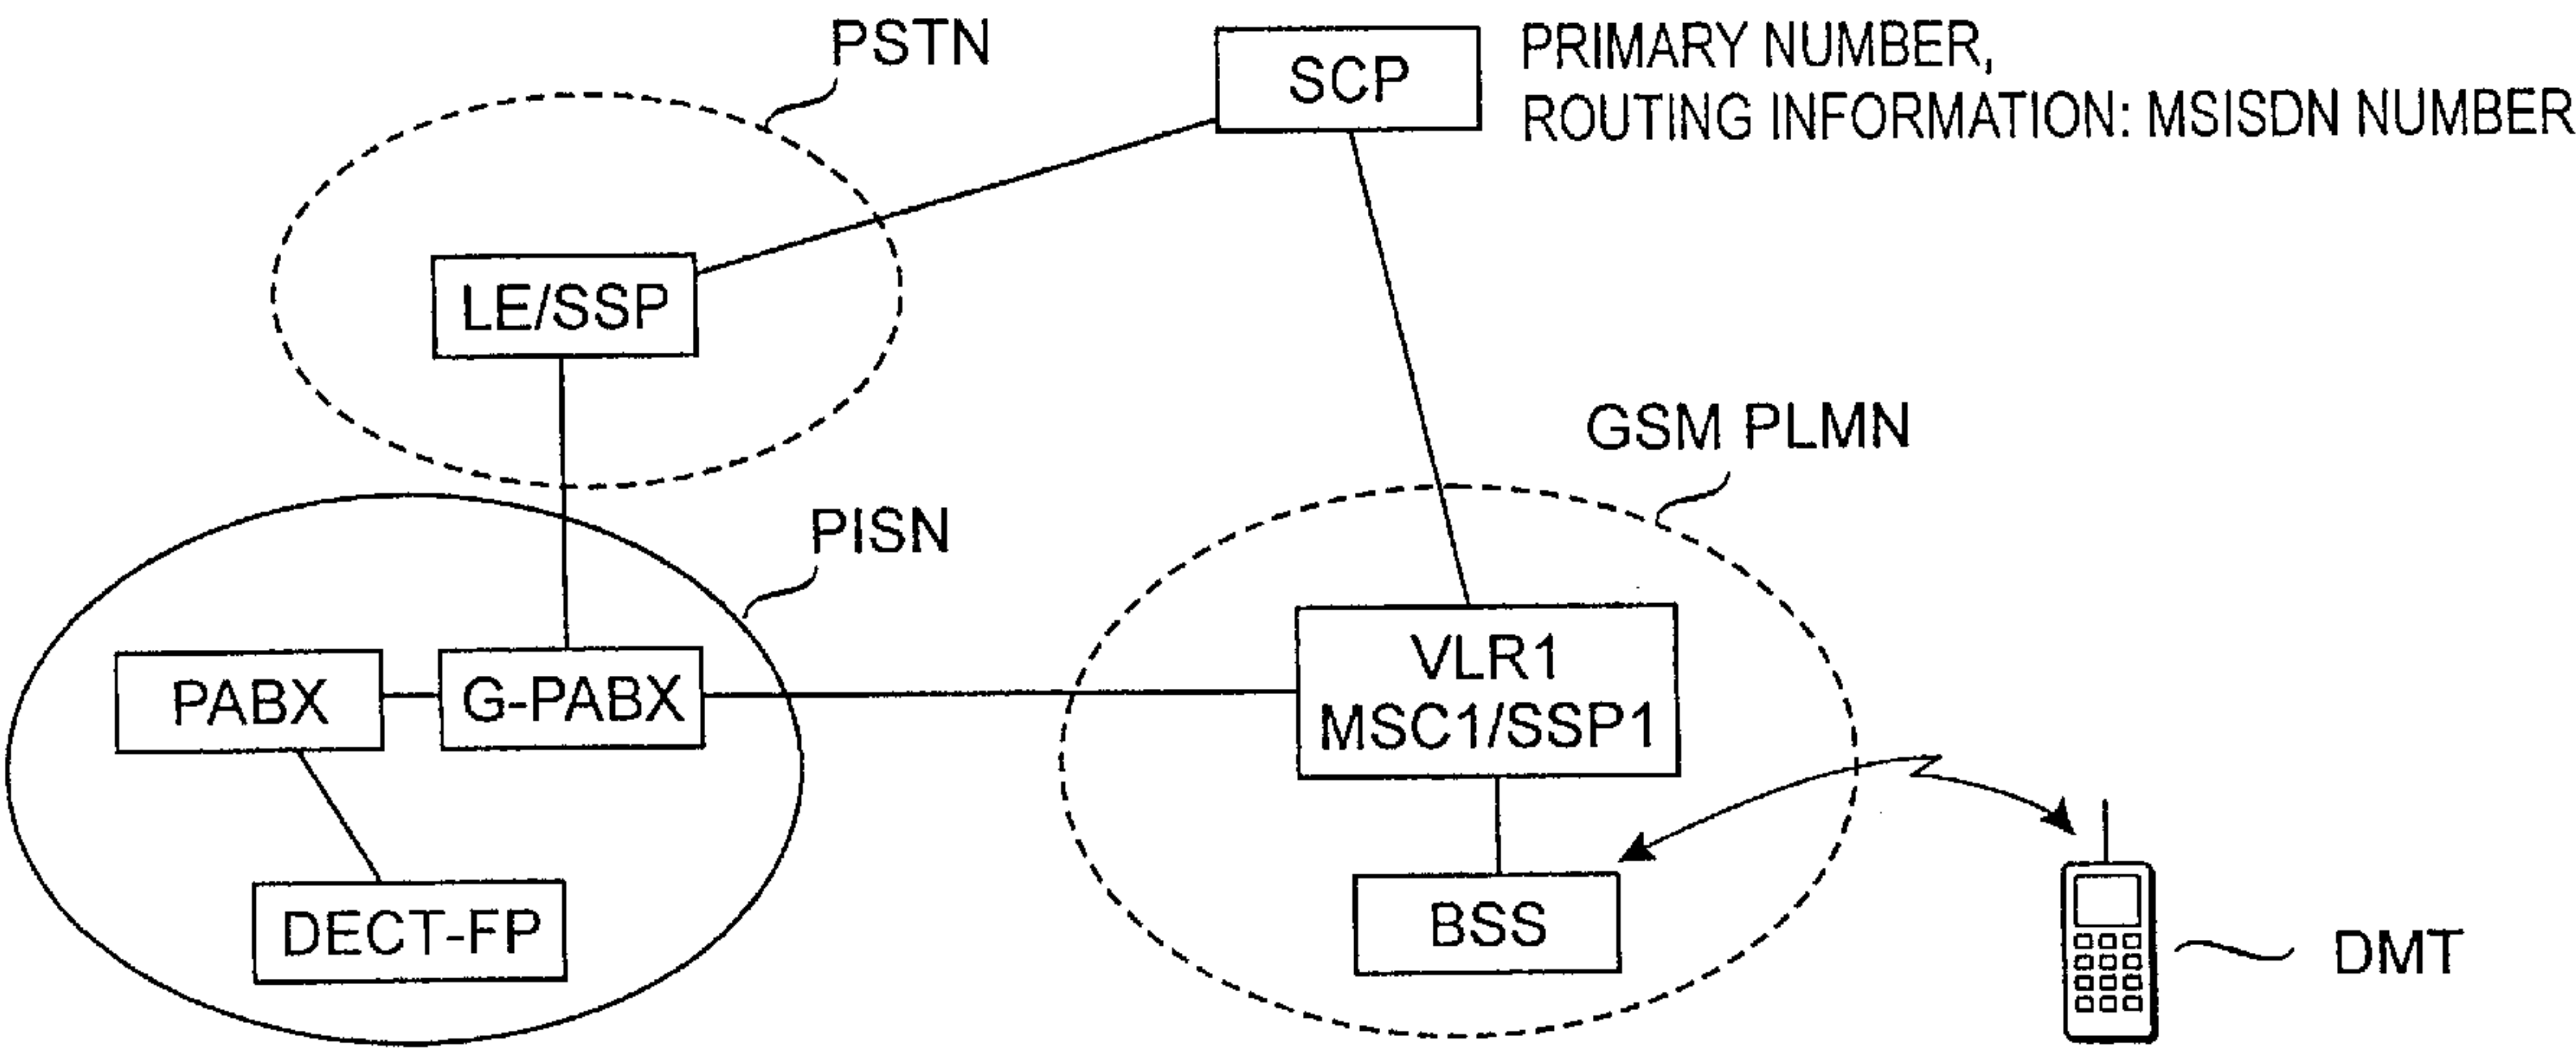 PSTN
SCP
PRIMARY NUMBER,
ROUTING INFORMATION: MSISDN NUMBER
LE/SSP
GSM PLMN
PISN
PABX
G-PABX
VLR1
MSC1/SSP1
DECT-FP
BSS
DMT